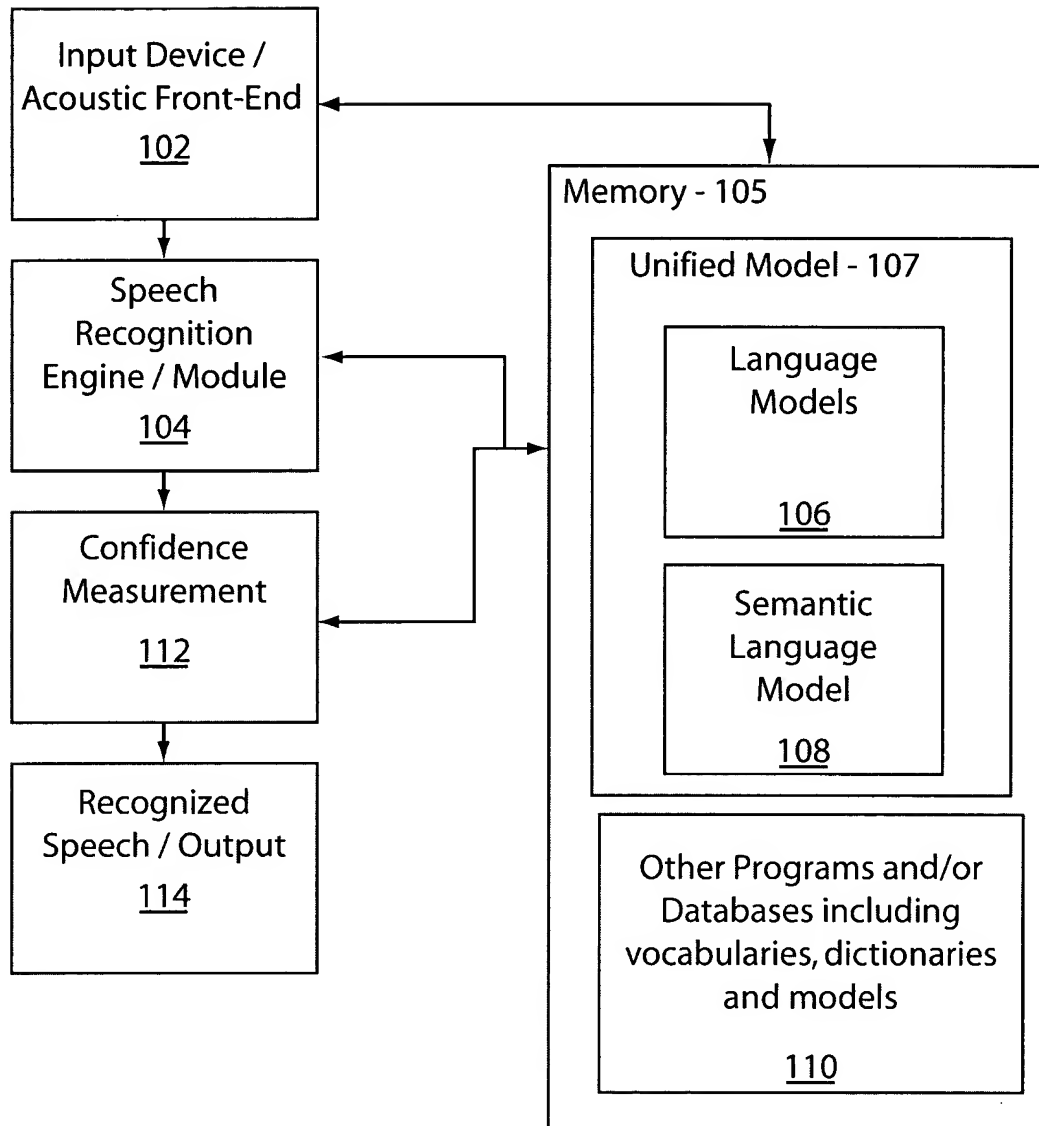 Input Device /
Acoustic Front-End
102
Speech
Recognition
Engine / Module
104
Confidence
Measurement
112
Recognized
Speech / Output
114
Memory - 105
Unified Model - 107
Language
Models
106
Semantic
Language
Model
108
Other Programs and/or
Databases including
vocabularies, dictionaries
and models
110